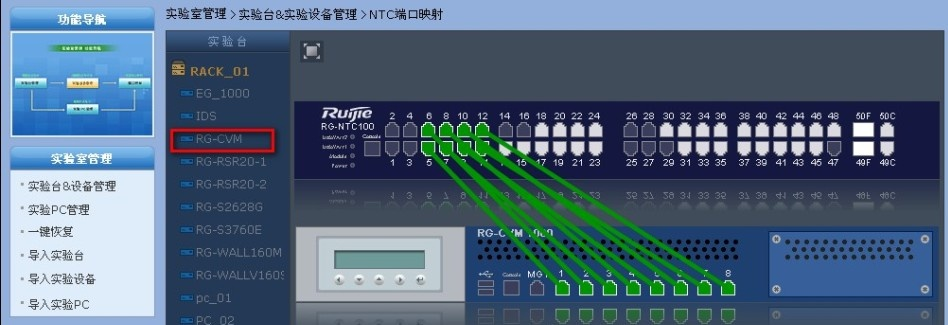 功能导航
实验室管理
实验台&设备管理
实验PC管理
一键恢复
导入实验台
导入实验设备
导入实验PC
实验室管理 > 实验台&实验设备管理 > NTC端口映射
实验台
RACK_01
EG_1000
IDS
RG-CVM
RG-RSR20-1
RG-RSR20-2
RG-S2628G
RG-S3760E
RG-WALL160M
RG-WALLV160S
pc_01
PC_02
Ruijie
RG-NTC100
Console
Module
Power
2 4 6 8 10 12 14 16 18 20 22 24 26 28 30 32 34 36 38 40 42 44 46 48 50F 50C
1 3 5 7 9 11 13 15 17 19 21 23 25 27 29 31 33 35 37 39 41 43 45 47 49F 49C
RG-CVM 1000
Console MGT 1 2 3 4 5 6 7 8